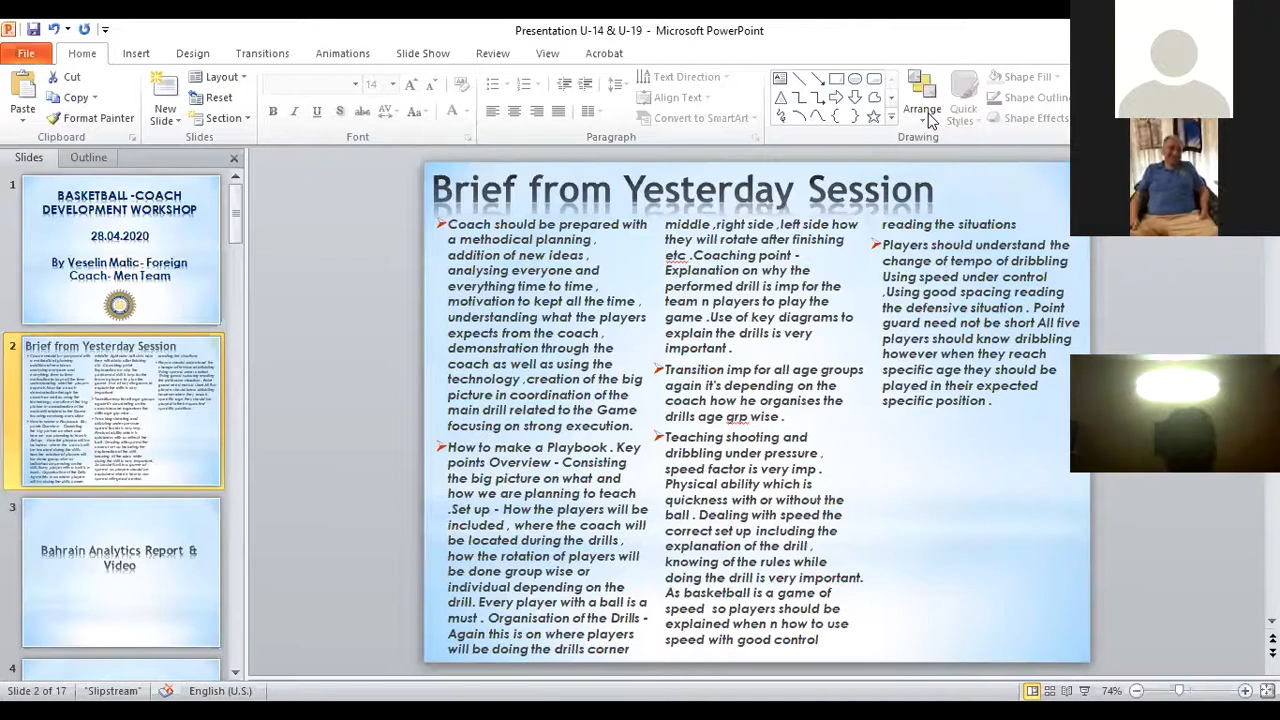 Presentation U-14 & U-19 - Microsoft PowerPoint
File Home Insert Design Transitions Animations Slide Show Review View Acrobat
Paste
Cut
Copy
Format Painter
Clipboard
New Slide
Layout
Reset
Section
Slides
14
B I U S abc AV Aa A
Font
Text Direction
Align Text
Convert to SmartArt
Paragraph
Arrange
Quick Styles
Shape Fill
Shape Outline
Shape Effects
Drawing
Slides Outline
1
BASKETBALL -COACH
DEVELOPMENT WORKSHOP
28.04.2020
By Veselin Matic- Foreign
Coach- Men Team
2
Brief from Yesterday Session
3
Bahrain Analytics Report &
Video
4
Brief from Yesterday Session
Coach should be prepared with
a methodical planning ,
addition of new ideas ,
analysing everyone and
everything time to time ,
motivation to kept all the time ,
understanding what the players
expects from the coach ,
demonstration through the
coach as well as using the
technology ,creation of the big
picture in coordination of the
main drill related to the Game
focusing on strong execution.
How to make a Playbook . Key
points Overview - Consisting
the big picture on what and
how we are planning to teach
.Set up - How the players will be
included , where the coach will
be located during the drills ,
how the rotation of players will
be done group wise or
individual depending on the
drill. Every player with a ball is a
must . Organisation of the Drills -
Again this is on where players
will be doing the drills corner
middle ,right side ,left side how
they will rotate after finishing
etc .Coaching point -
Explanation on why the
performed drill is imp for the
team n players to play the
game .Use of key diagrams to
explain the drills is very
important .
Transition imp for all age groups
again it's depending on the
coach how he organises the
drills age grp wise .
Teaching shooting and
dribbling under pressure ,
speed factor is very imp .
Physical ability which is
quickness with or without the
ball . Dealing with speed the
correct set up including the
explanation of the drill ,
knowing of the rules while
doing the drill is very important.
As basketball is a game of
speed so players should be
explained when n how to use
speed with good control
reading the situations
Players should understand the
change of tempo of dribbling
Using speed under control
,Using good spacing reading
the defensive situation . Point
guard need not be short All five
players should know dribbling
however when they reach
specific age they should be
played in their expected
specific position .
Slide 2 of 17 "Slipstream" English (U.S.) 74%